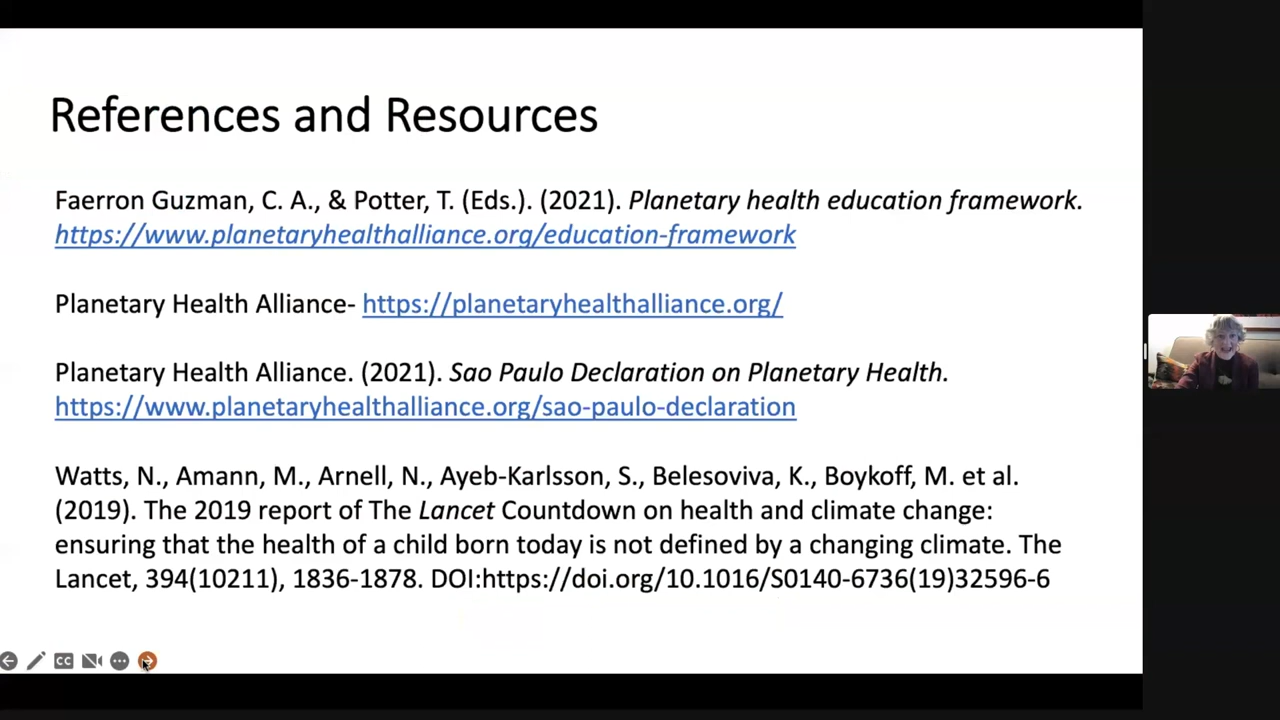 References and Resources
Faerron Guzman, C. A., & Potter, T. (Eds.). (2021). Planetary health education framework.
https://www.planetaryhealthalliance.org/education-framework
Planetary Health Alliance- https://planetaryhealthalliance.org/
Planetary Health Alliance. (2021). Sao Paulo Declaration on Planetary Health.
https://www.planetaryhealthalliance.org/sao-paulo-declaration
Watts, N., Amann, M., Arnell, N., Ayeb-Karlsson, S., Belesoviva, K., Boykoff, M. et al.
(2019). The 2019 report of The Lancet Countdown on health and climate change:
ensuring that the health of a child born today is not defined by a changing climate. The
Lancet, 394(10211), 1836-1878. DOI:https://doi.org/10.1016/S0140-6736(19)32596-6
CC